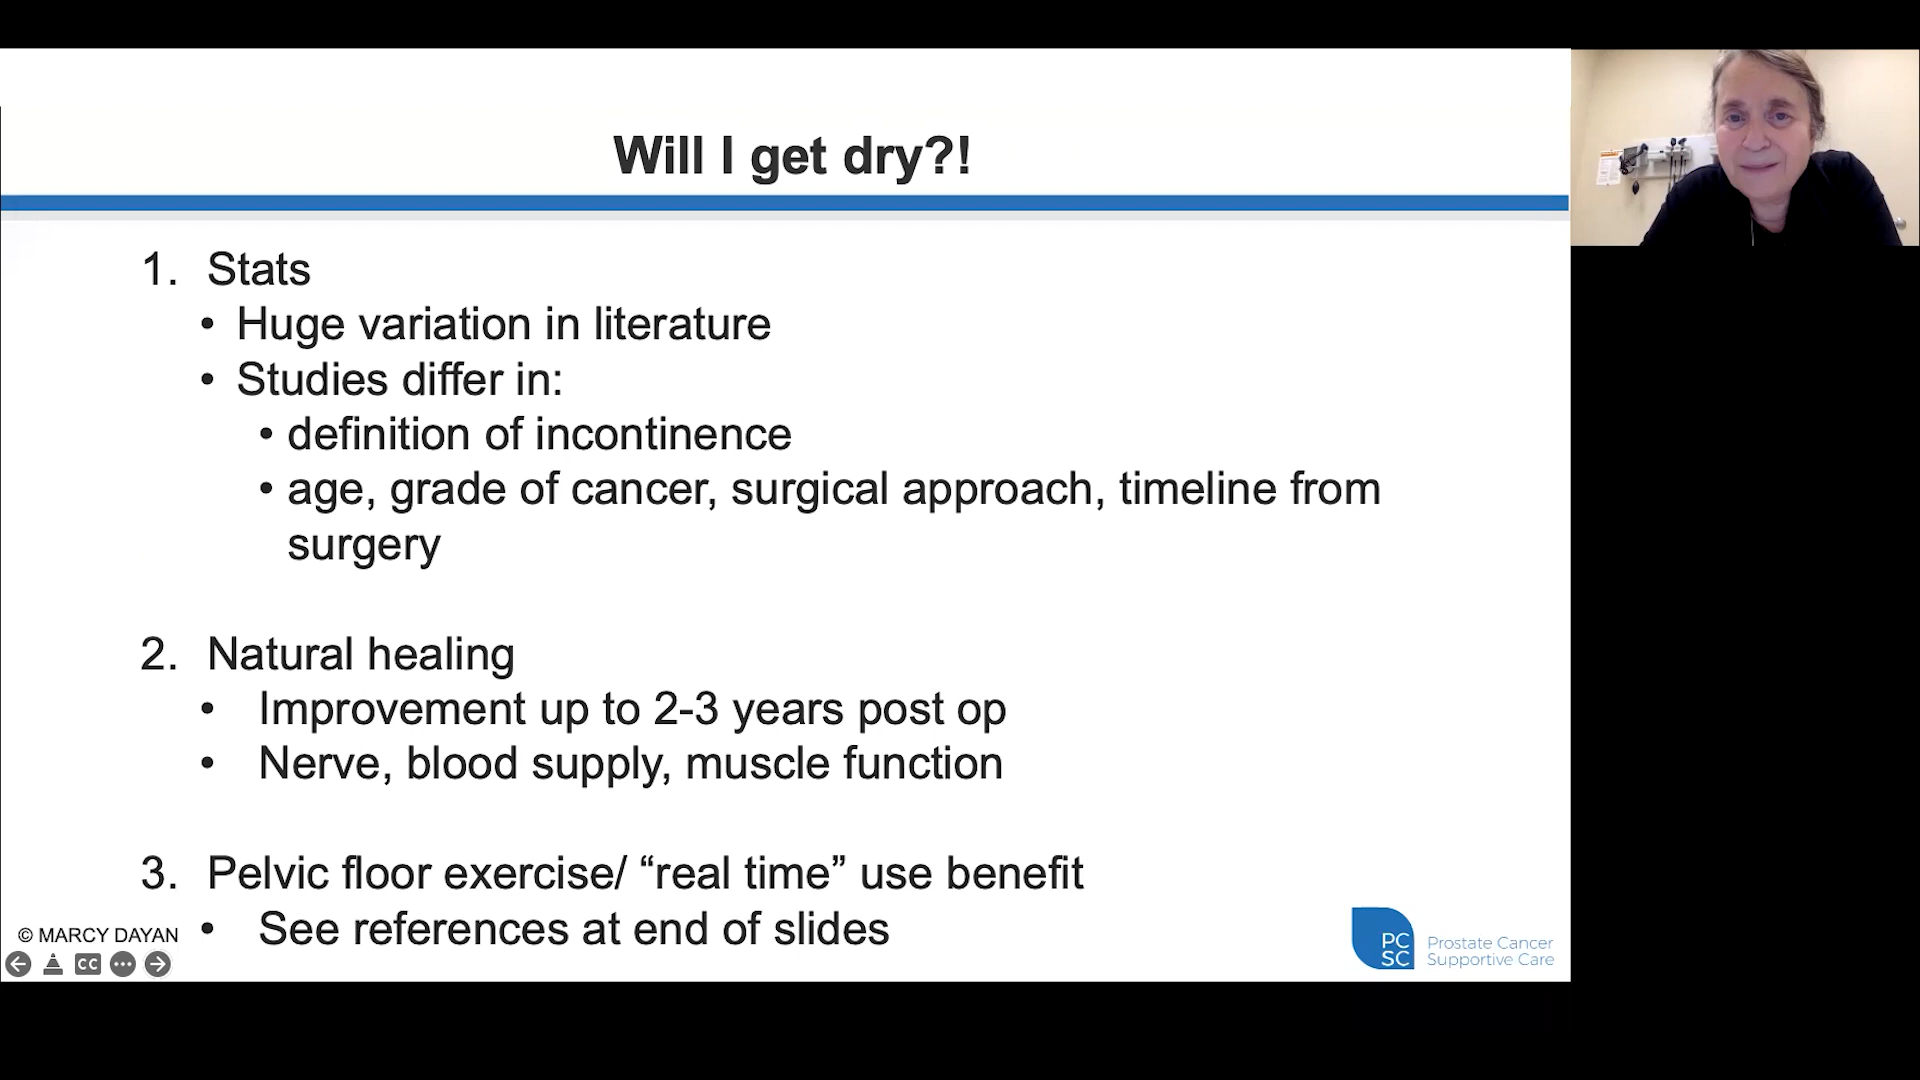 Will I get dry?!
1. Stats
• Huge variation in literature
• Studies differ in:
• definition of incontinence
• age, grade of cancer, surgical approach, timeline from
surgery
2. Natural healing
• Improvement up to 2-3 years post op
• Nerve, blood supply, muscle function
3. Pelvic floor exercise/ “real time” use benefit
• See references at end of slides
© MARCY DAYAN
CC
PC
SC
Prostate Cancer
Supportive Care